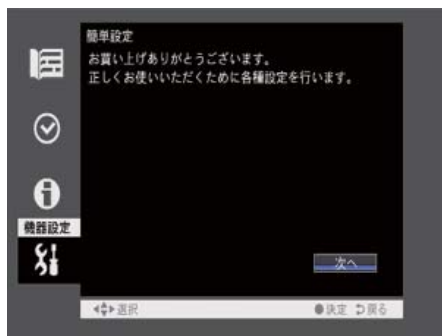 簡単設定
お買い上げありがとうございます。
正しくお使いいただくために各種設定を行います。
機器設定
次へ
選択
決定 戻る